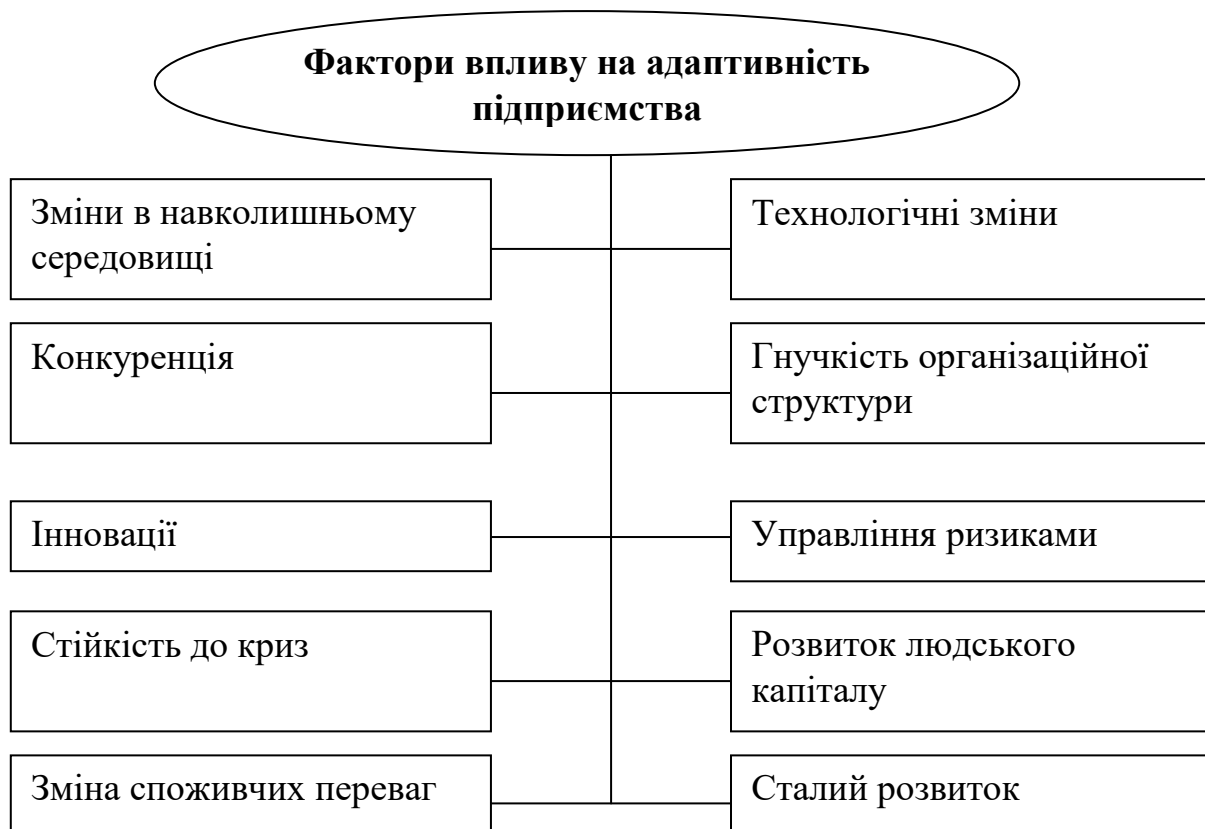 Фактори впливу на адаптивність
підприємства
Зміни в навколишньому
середовищі
Технологічні зміни
Конкуренція
Гнучкість організаційної
структури
Інновації
Управління ризиками
Стійкість до криз
Розвиток людського
капіталу
Зміна споживчих переваг
Сталий розвиток